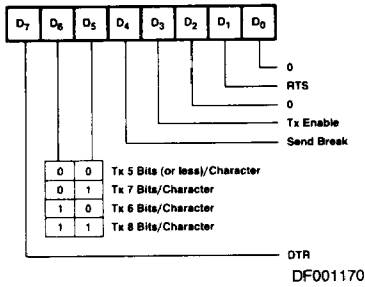 D7 D6 D5 D4 D3 D2 D1 D0
0
RTS
0
Tx Enable
Send Break
0 0 Tx 5 Bits (or less)/Character
0 1 Tx 7 Bits/Character
1 0 Tx 6 Bits/Character
1 1 Tx 8 Bits/Character
DTR
DF001170